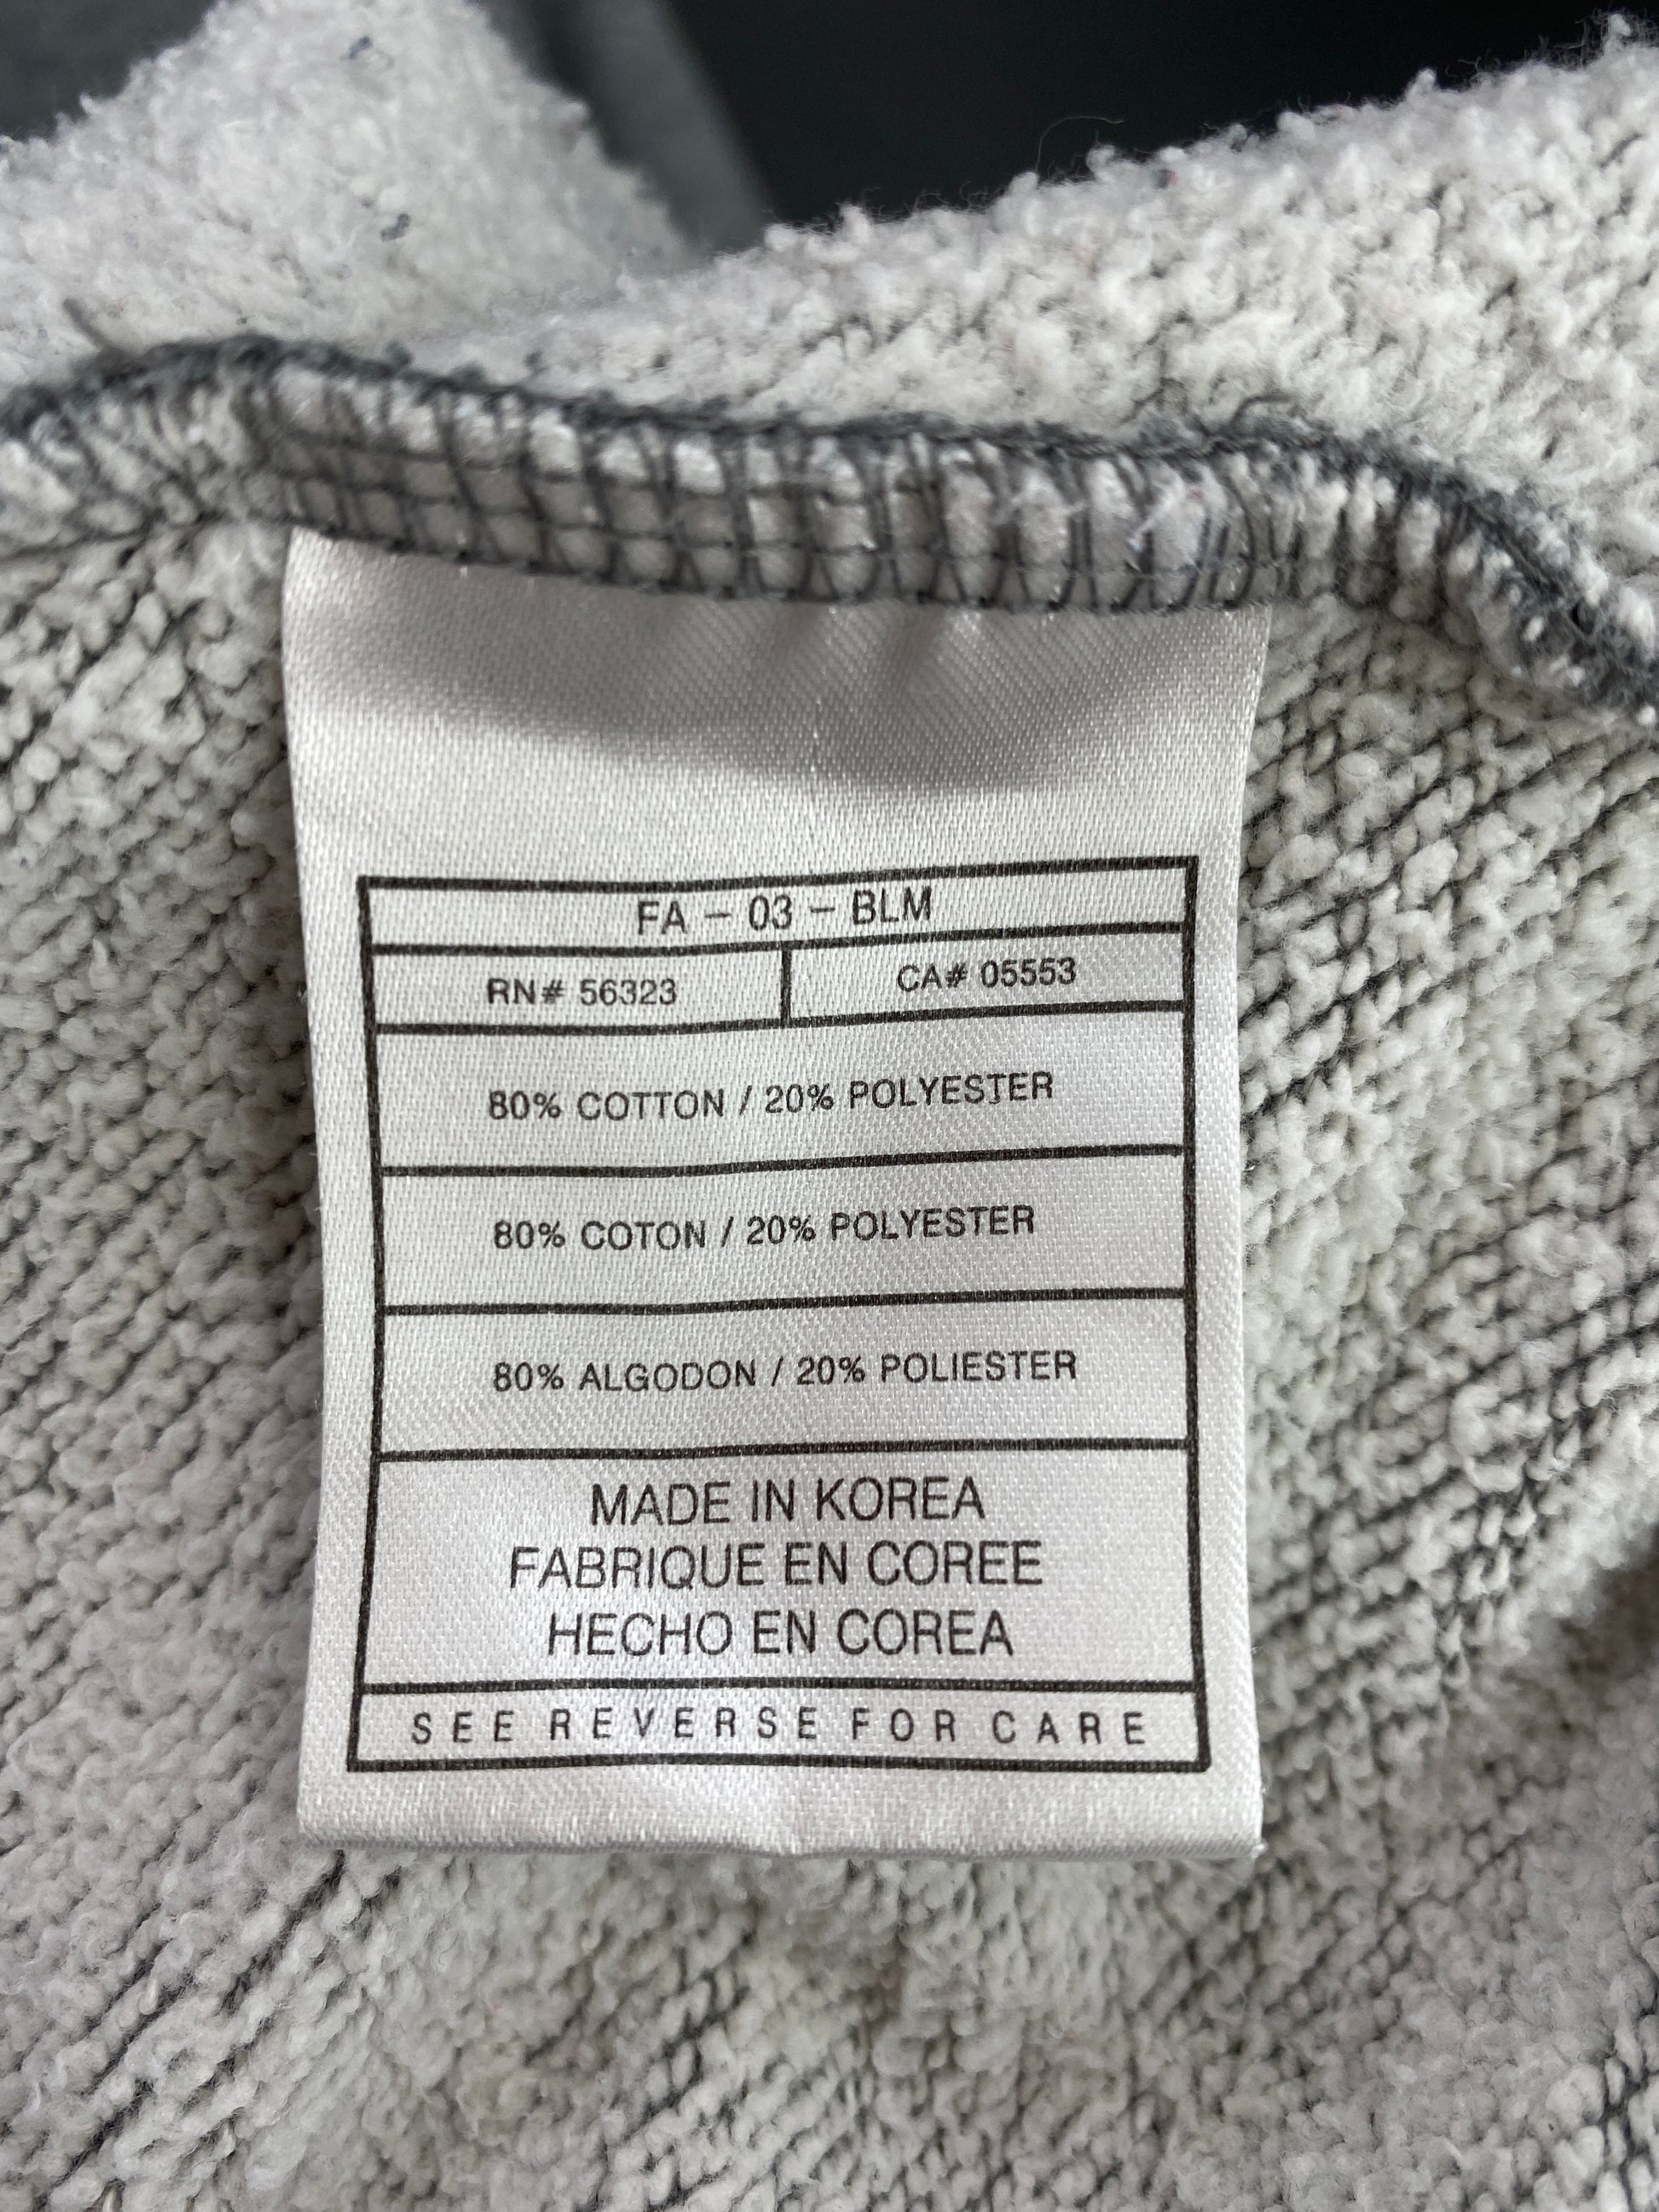 FA - 03 - BLM
RN# 56323 CA# 05553
80% COTTON / 20% POLYESTER
80% COTON / 20% POLYESTER
80% ALGODON / 20% POLIESTER
MADE IN KOREA
FABRIQUE EN COREE
HECHO EN COREA
SEE REVERSE FOR CARE